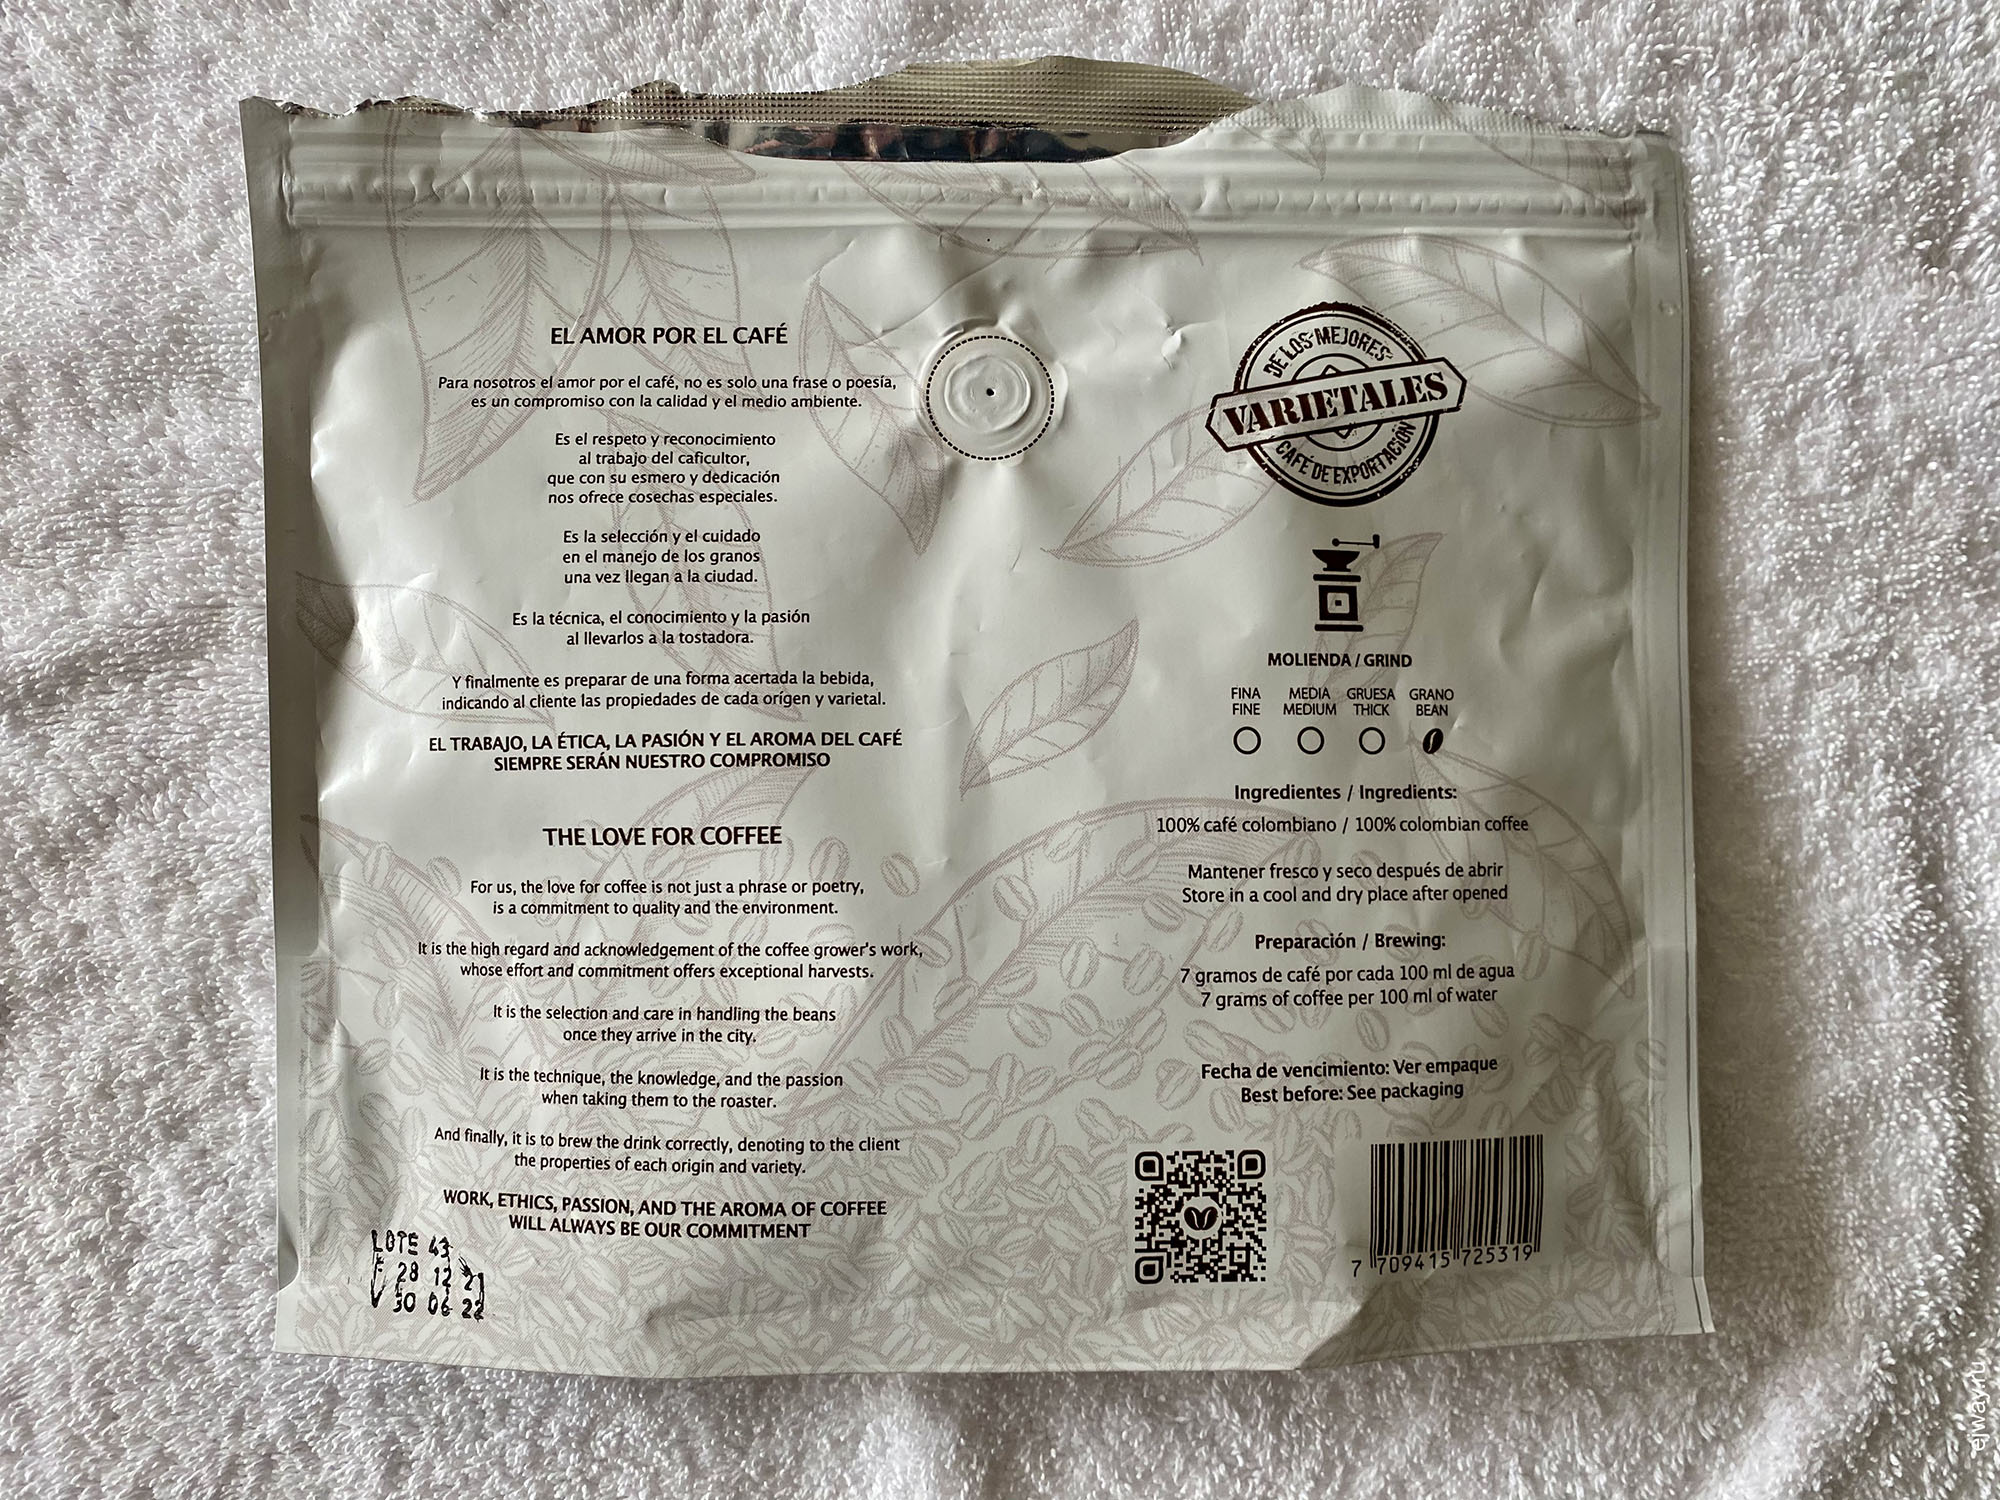 EL AMOR POR EL CAFÉ
Para nosotros el amor por el café, no es solo una frase o poesía,
es un compromiso con la calidad y el medio ambiente.
Es el respeto y reconocimiento
al trabajo del caficultor,
que con su esmero y dedicación
nos ofrece cosechas especiales.
Es la selección y el cuidado
en el manejo de los granos
una vez llegan a la ciudad.
Es la técnica, el conocimiento y la pasión
al llevarlos a la tostadora.
Y finalmente es preparar de una forma acertada la bebida,
indicando al cliente las propiedades de cada orígen y varietal.
EL TRABAJO, LA ÉTICA, LA PASIÓN Y EL AROMA DEL CAFÉ
SIEMPRE SERÁN NUESTRO COMPROMISO
THE LOVE FOR COFFEE
For us, the love for coffee is not just a phrase or poetry,
is a commitment to quality and the environment.
It is the high regard and acknowledgement of the coffee grower's work,
whose effort and commitment offers exceptional harvests.
It is the selection and care in handling the beans
once they arrive in the city.
It is the technique, the knowledge, and the passion
when taking them to the roaster.
And finally, it is to brew the drink correctly, denoting to the client
the properties of each origin and variety.
WORK, ETHICS, PASSION, AND THE AROMA OF COFFEE
WILL ALWAYS BE OUR COMMITMENT
LOTE 43
F 28 12 21
V 30 06 22
DE LOS MEJORES
VARIETALES
CAFÉ DE EXPORTACIÓN
MOLIENDA / GRIND
FINA MEDIA GRUESA GRANO
FINE MEDIUM THICK BEAN
Ingredientes / Ingredients:
100% café colombiano / 100% colombian coffee
Mantener fresco y seco después de abrir
Store in a cool and dry place after opened
Preparación / Brewing:
7 gramos de café por cada 100 ml de agua
7 grams of coffee per 100 ml of water
Fecha de vencimiento: Ver empaque
Best before: See packaging
7 709415 725319
ejway.ru